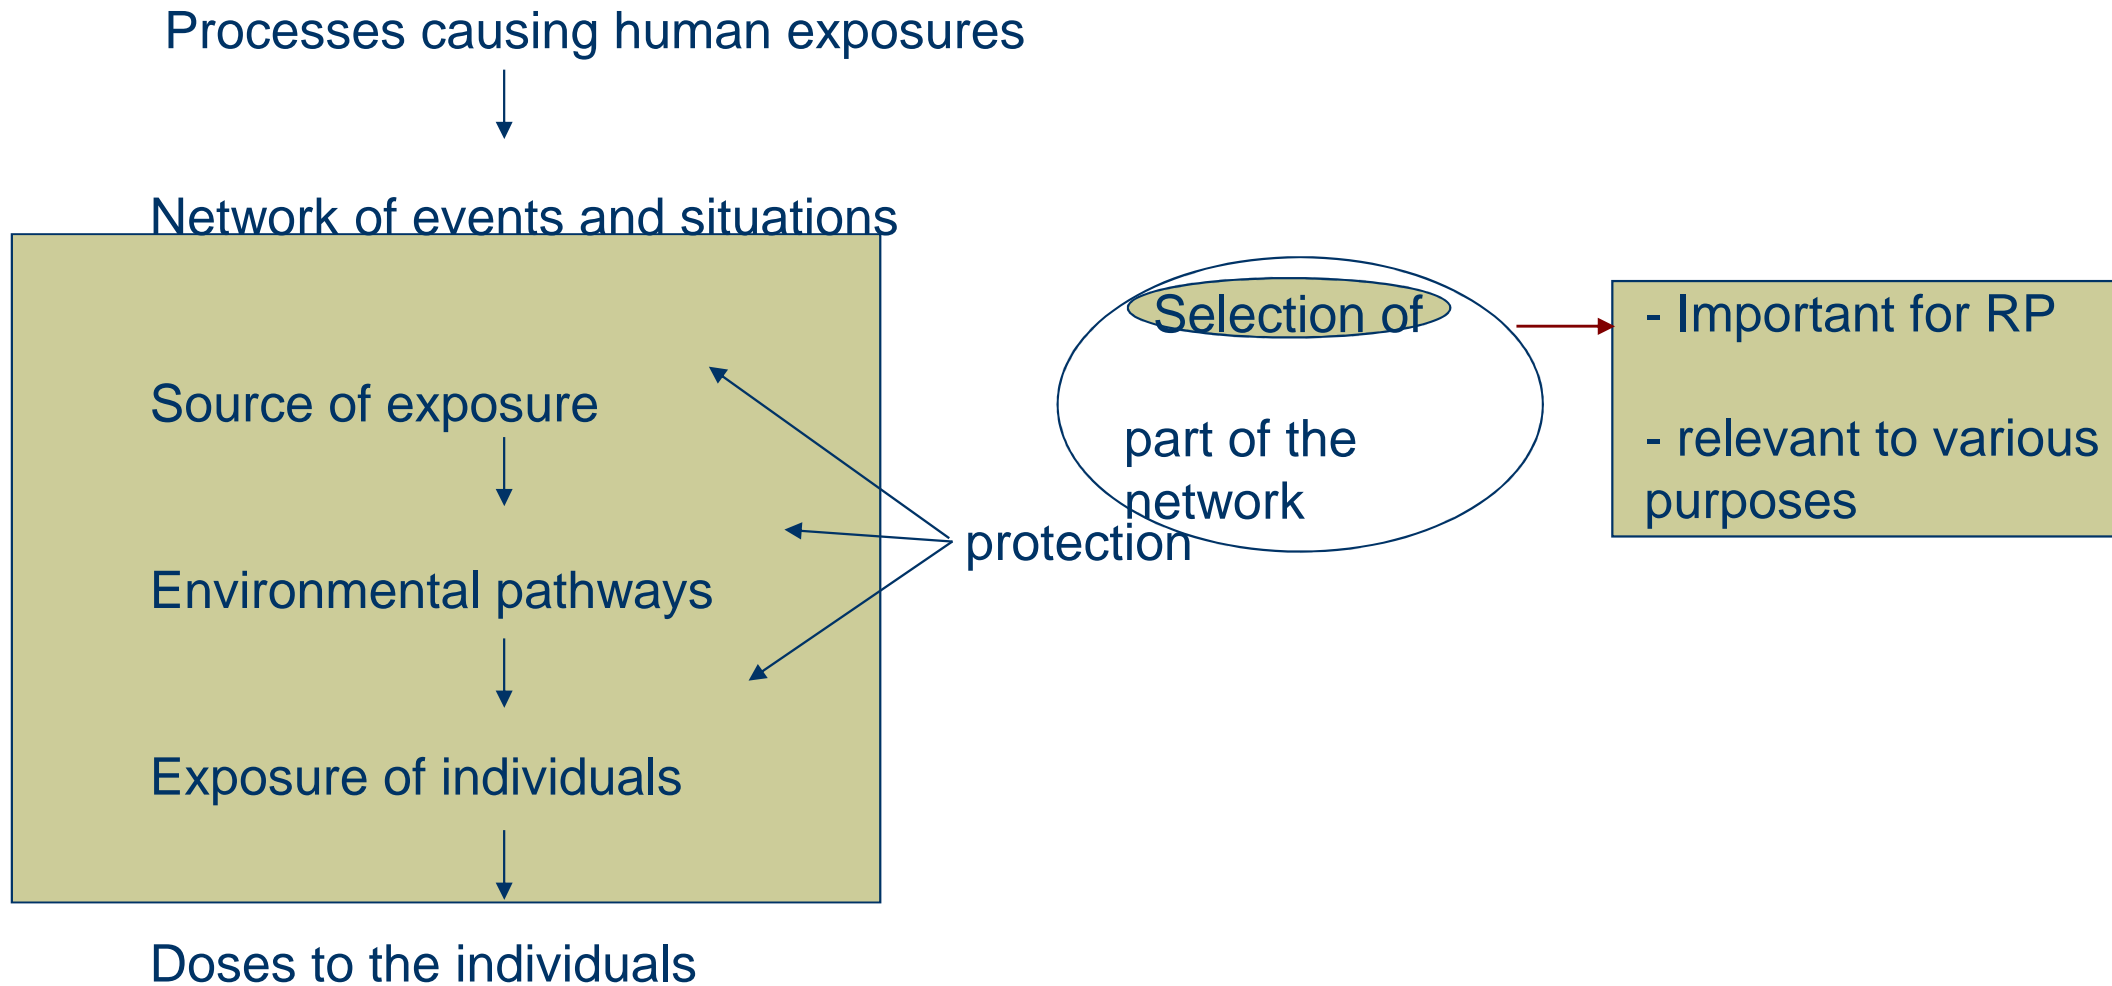 Processes causing human exposures
Network of events and situations
Source of exposure
Environmental pathways
Exposure of individuals
Doses to the individuals
protection
Selection of
part of the
network
- Important for RP
- relevant to various
purposes